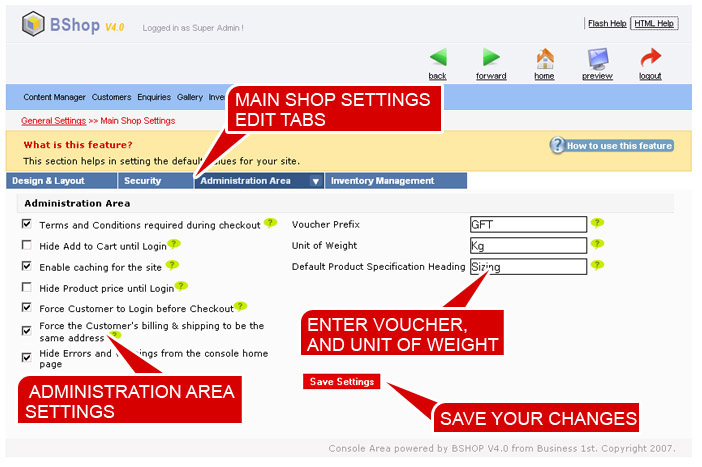 BShop V4.0
Logged in as Super Admin !
Flash Help
HTML Help
back
forward
home
preview
logout
Content Manager Customers Enquiries Gallery
MAIN SHOP SETTINGS
EDIT TABS
General Settings >> Main Shop Settings
What is this feature?
This section helps in setting the default values for your site.
? How to use this feature
Design & Layout
Security
Administration Area
Inventory Management
Administration Area
Terms and Conditions required during checkout ?
Voucher Prefix
GFT
?
Hide Add to Cart until Login ?
Unit of Weight
Kg
?
Enable caching for the site ?
Default Product Specification Heading
Sizing
?
Hide Product price until Login ?
Force Customer to Login before Checkout ?
Force the Customer's billing & shipping to be the
same address ?
ENTER VOUCHER,
AND UNIT OF WEIGHT
Hide Errors and Warnings from the console home
page
Save Settings
ADMINISTRATION AREA
SETTINGS
SAVE YOUR CHANGES
Console Area powered by BSHOP V4.0 from Business 1st. Copyright 2007.